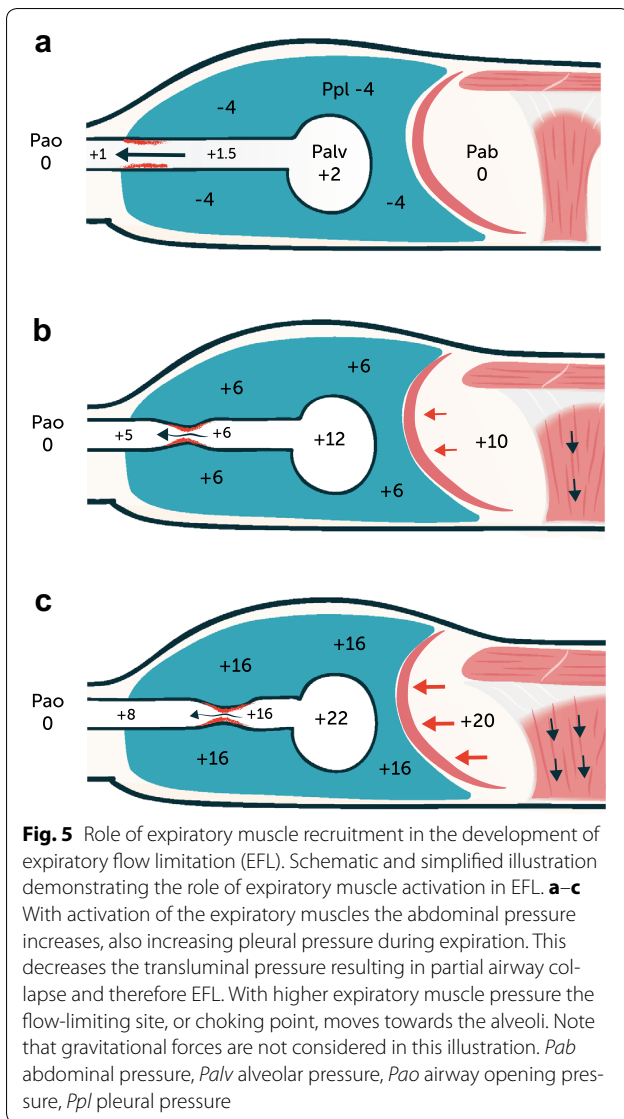 a
Ppl -4
-4
Pao
0
+1
+1.5
Palv
+2
Pab
0
-4
-4
b
+6
+6
Pao
0
+5
+6
+12
+10
+6
+6
c
+16
+16
Pao
0
+8
+16
+22
+20
+16
+16
Fig. 5 Role of expiratory muscle recruitment in the development of
expiratory flow limitation (EFL). Schematic and simplified illustration
demonstrating the role of expiratory muscle activation in EFL. a–c
With activation of the expiratory muscles the abdominal pressure
increases, also increasing pleural pressure during expiration. This
decreases the transluminal pressure resulting in partial airway col-
lapse and therefore EFL. With higher expiratory muscle pressure the
flow-limiting site, or choking point, moves towards the alveoli. Note
that gravitational forces are not considered in this illustration. Pab
abdominal pressure, Palv alveolar pressure, Pao airway opening pres-
sure, Ppl pleural pressure